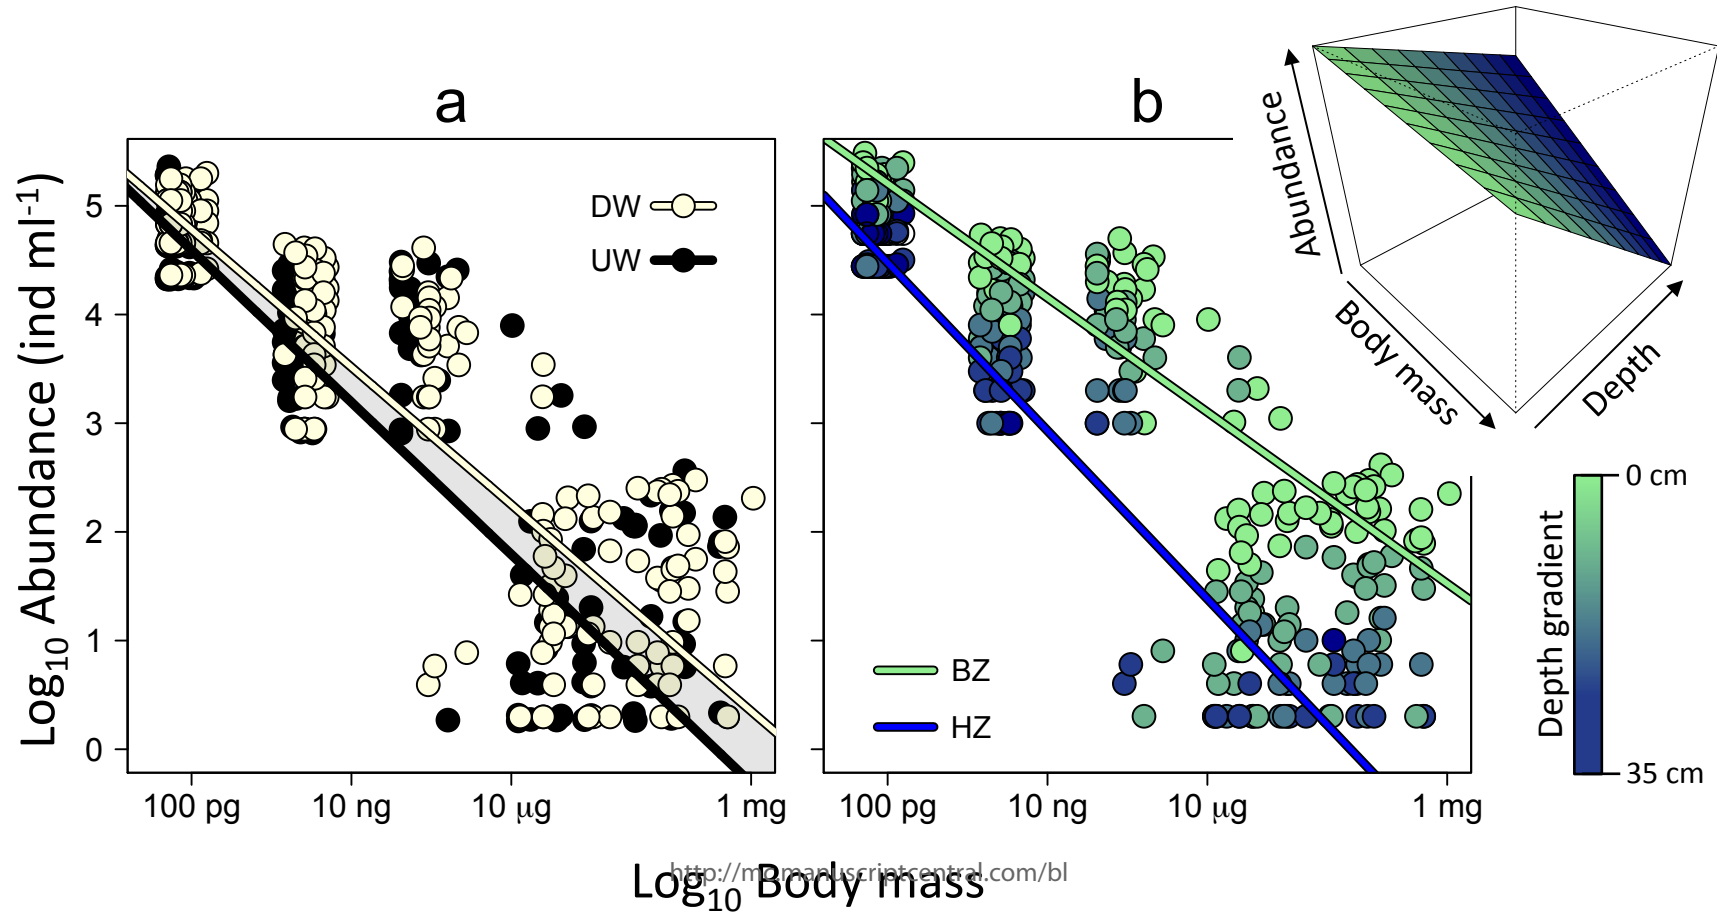 a
b
Log10 Abundance (ind ml-1)
5
4
3
2
1
0
DW
UW
100 pg
10 ng
10 μg
1 mg
BZ
HZ
100 pg
10 ng
10 μg
1 mg
Log10 Body mass
http://mc.manuscriptcentral.com/bl
Abundance
Body mass
Depth
Depth gradient
0 cm
35 cm